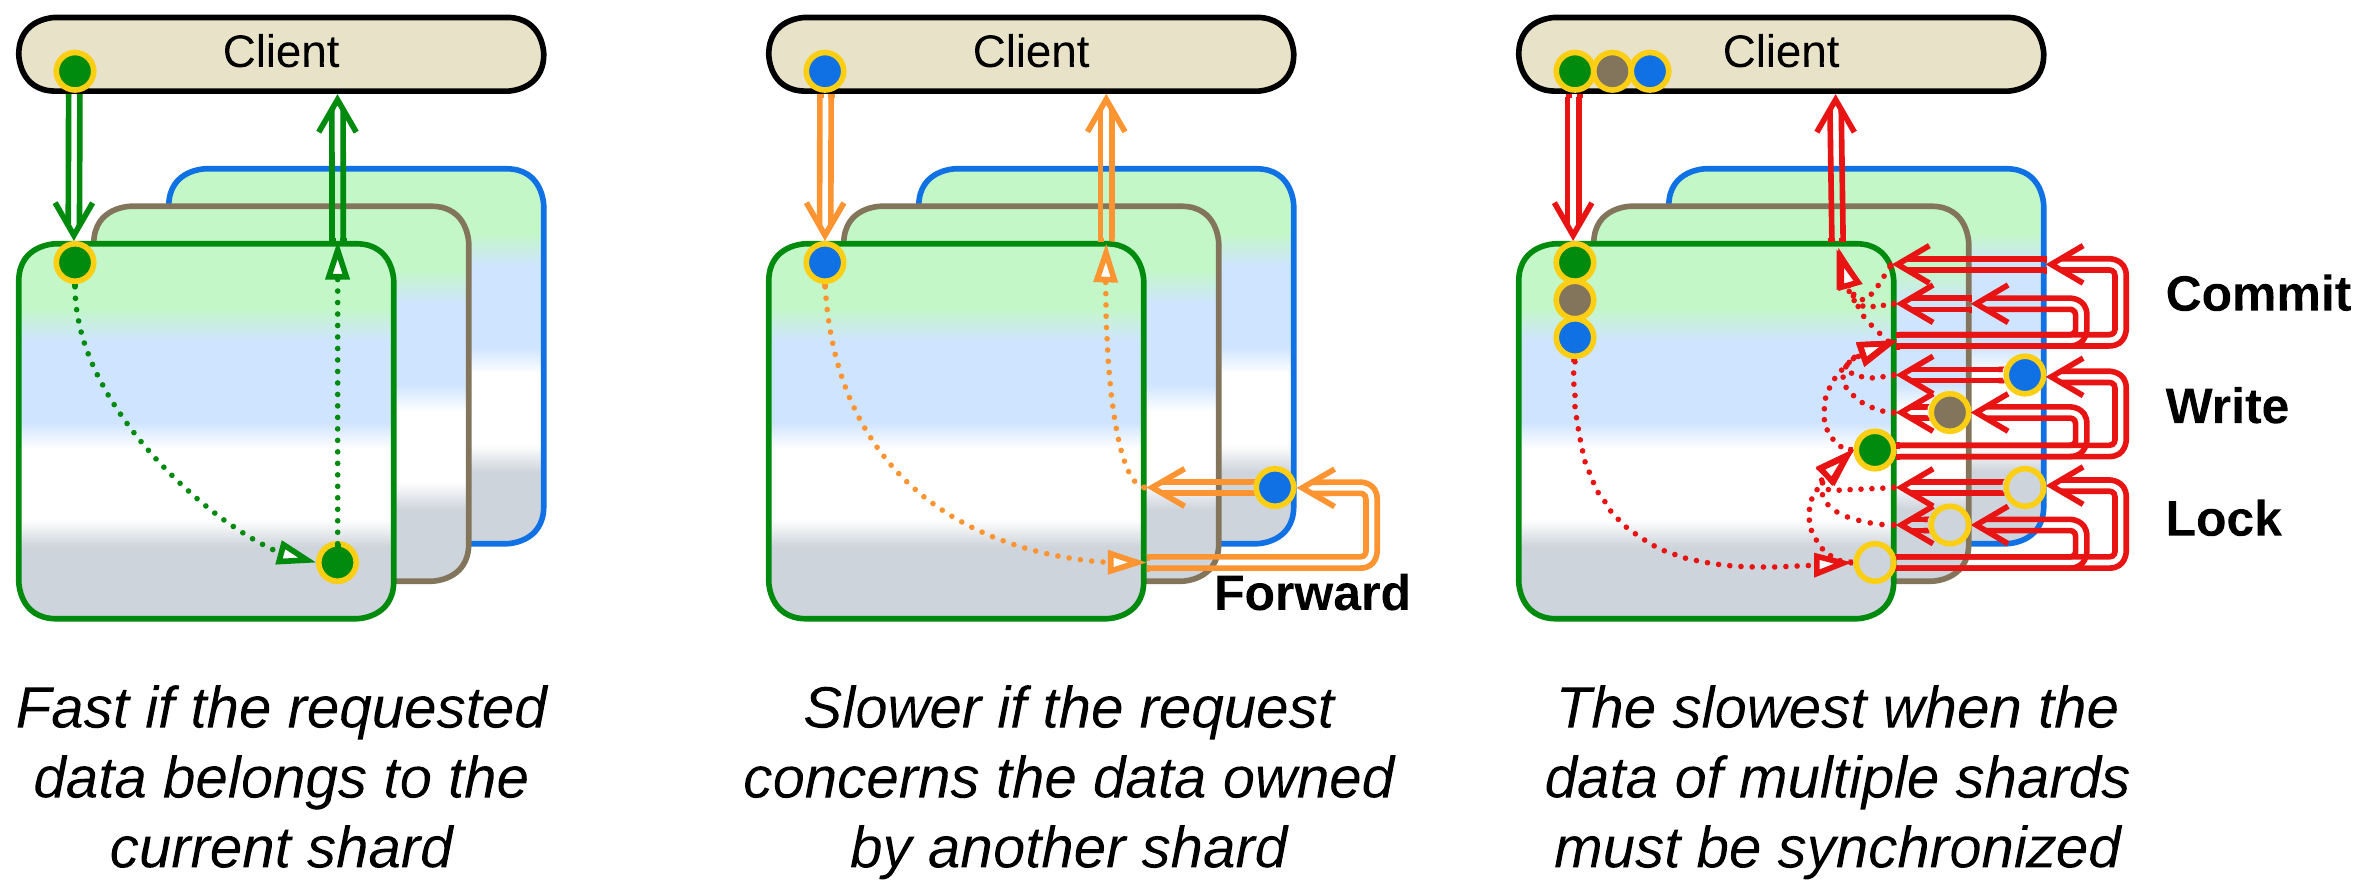 Client
Client
Client
Commit
Write
Lock
Forward
Fast if the requested
data belongs to the
current shard
Slower if the request
concerns the data owned
by another shard
The slowest when the
data of multiple shards
must be synchronized